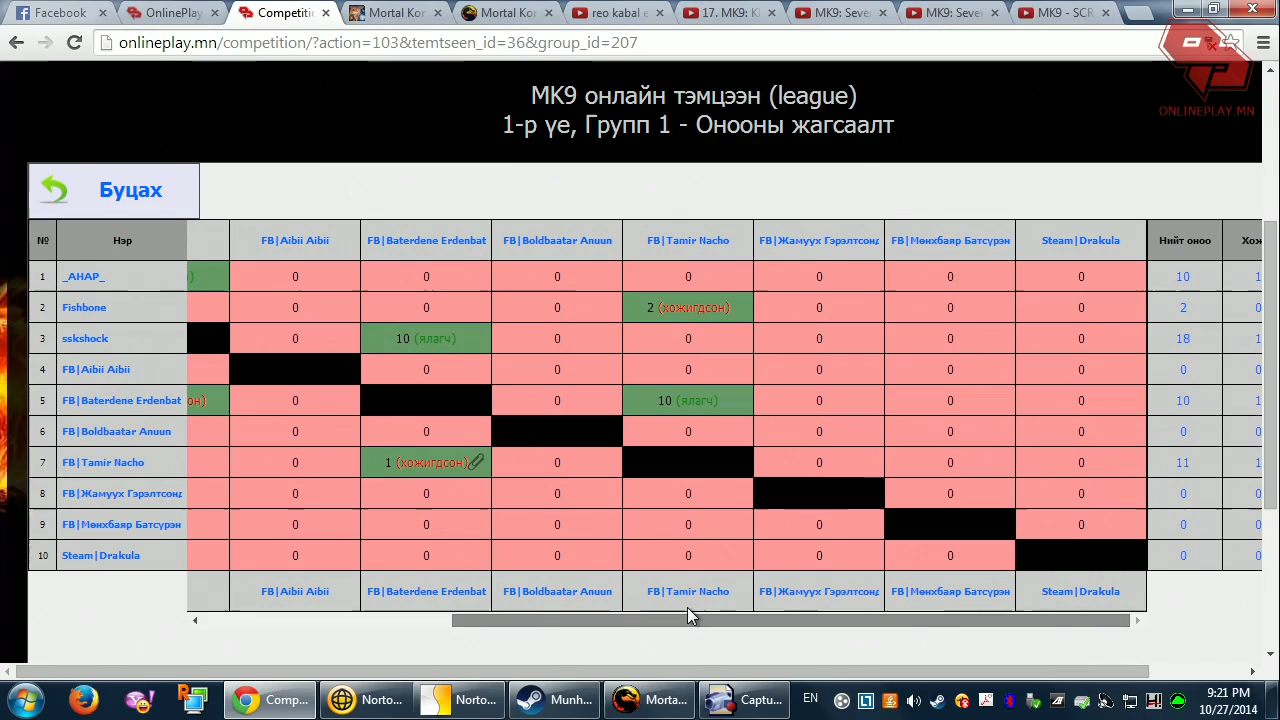 Facebook
OnlinePlay
Competitio
Mortal Kor
Mortal Kor
reo kabal e
17. MK9: Kl
MK9: Sever
MK9: Sever
MK9 - SCR
onlineplay.mn/competition/?action=103&temtseen_id=36&group_id=207
ONLINEPLAY.MN
МК9 онлайн тэмцээн (league)
1-р үе, Групп 1 - Онооны жагсаалт
Буцах
№ Нэр FB|Aibii Aibii FB|Baterdene Erdenbat FB|Boldbaatar Anuun FB|Tamir Nacho FB|Жамуух Гэрэлтсонд FB|Мөнхбаяр Батсүрэн Steam|Drakula Нийт оноо Хож
1 _AHAP_ ) 0 0 0 0 0 0 0 10 1
2 Fishbone 0 0 0 2 (хожигдсон) 0 0 0 2 0
3 sskshock 0 10 (ялагч) 0 0 0 0 0 18 1
4 FB|Aibii Aibii 0 0 0 0 0 0 0 0
5 FB|Baterdene Erdenbat он) 0 0 10 (ялагч) 0 0 0 10 1
6 FB|Boldbaatar Anuun 0 0 0 0 0 0 0 0
7 FB|Tamir Nacho 0 1 (хожигдсон) 0 0 0 0 11 1
8 FB|Жамуух Гэрэлтсонд 0 0 0 0 0 0 0 0
9 FB|Мөнхбаяр Батсүрэн 0 0 0 0 0 0 0 0
10 Steam|Drakula 0 0 0 0 0 0 0 0
FB|Aibii Aibii FB|Baterdene Erdenbat FB|Boldbaatar Anuun FB|Tamir Nacho FB|Жамуух Гэрэлтсонд FB|Мөнхбаяр Батсүрэн Steam|Drakula
Comp... Norto... Norto... Munh... Morta... Captu... EN 9:21 PM
10/27/2014